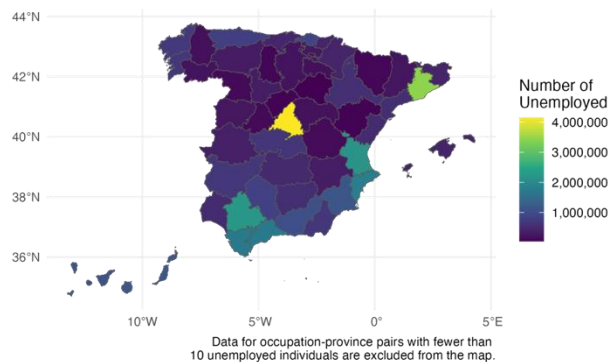 44°N
42°N
40°N
38°N
36°N
10°W
5°W
0°
5°E
Number of
Unemployed
4,000,000
3,000,000
2,000,000
1,000,000
Data for occupation-province pairs with fewer than
10 unemployed individuals are excluded from the map.